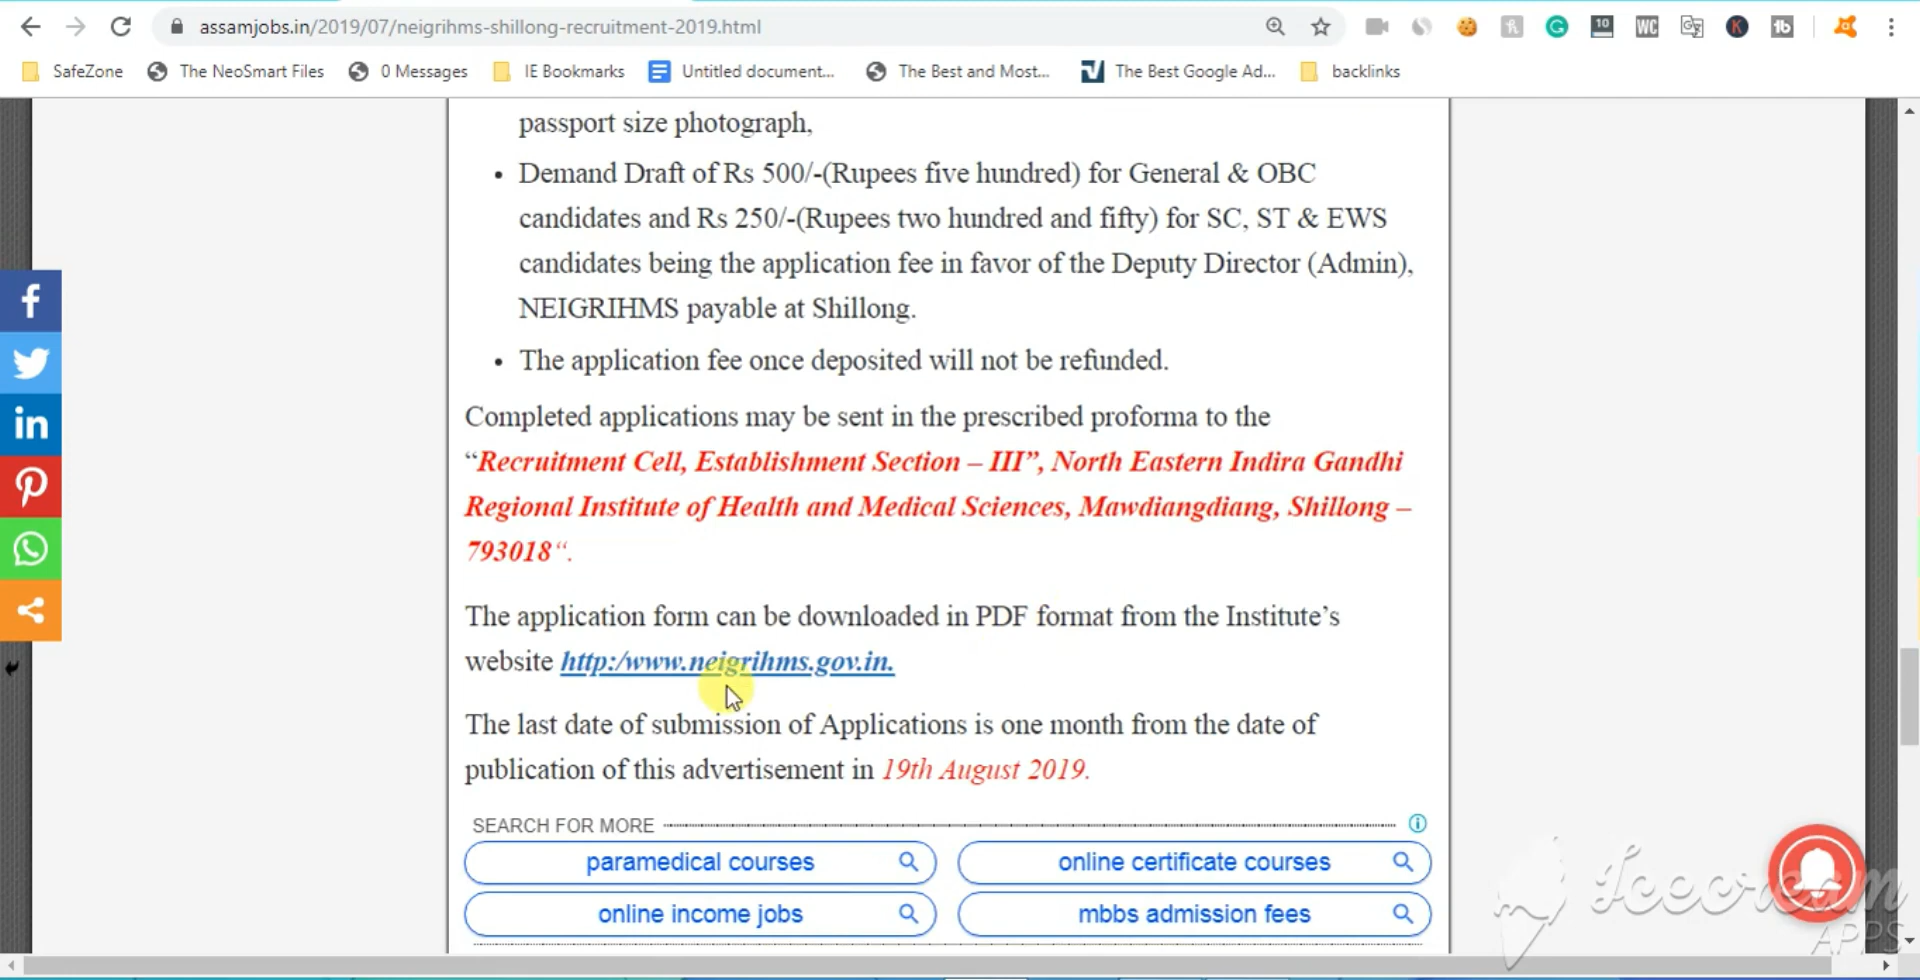 assamjobs.in/2019/07/neigrihms-shillong-recruitment-2019.html
10 WC K tb
SafeZone The NeoSmart Files 0 Messages IE Bookmarks Untitled document... The Best and Most... The Best Google Ad... backlinks
passport size photograph,
• Demand Draft of Rs 500/-(Rupees five hundred) for General & OBC
candidates and Rs 250/-(Rupees two hundred and fifty) for SC, ST & EWS
candidates being the application fee in favor of the Deputy Director (Admin),
NEIGRIHMS payable at Shillong.
• The application fee once deposited will not be refunded.
Completed applications may be sent in the prescribed proforma to the
“Recruitment Cell, Establishment Section – III”, North Eastern Indira Gandhi
Regional Institute of Health and Medical Sciences, Mawdiangdiang, Shillong –
793018“.
The application form can be downloaded in PDF format from the Institute’s
website http:/www.neigrihms.gov.in.
The last date of submission of Applications is one month from the date of
publication of this advertisement in 19th August 2019.
SEARCH FOR MORE
paramedical courses online certificate courses
online income jobs mbbs admission fees
Icecream
APPS